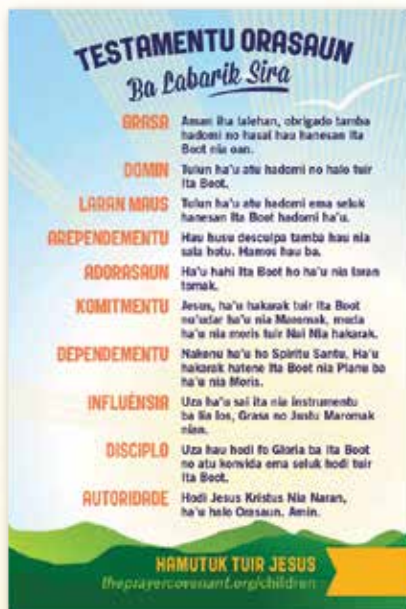 TESTAMENTU ORASAUN
Ba Labarik Sira
GRASA Aman iha lalehan, obrigado tamba
hadomi no hasai hau hanesan Ita
Boot nia oan.
DOMIN Tulun ha'u atu hadomi no halo tuir
Ita Boot.
LARAN MAUS Tulun ha'u atu hadomi ema seluk
hanesan Ita Boot hadomi ha'u.
AREPENDEMENTU Hau husu desculpa tamba hau nia
sala hotu. Hamos hau ba.
ADORASAUN Ha'u hahi Ita Boot ho ha'u nia laran
tomak.
KOMITMENTU Jesus, ha'u hakarak tuir Ita Boot
nu'udar ha'u nia Maromak, muda
ha'u nia moris tuir Nai Nia hakarak.
DEPENDEMENTU Nakonu ha'u ho Spiritu Santu. Ha'u
hakarak hatene Ita Boot nia Planu ba
ha'u nia Moris.
INFLUÉNSIA Uza ha'u sai ita nia instrumentu
ba lia los, Grasa no Justu Maromak
nian.
DISCIPLO Uza hau hodi fo Gloria ba Ita Boot
no atu konvida ema seluk hodi tuir
Ita Boot.
AUTORIDADE Hodi Jesus Kristus Nia Naran,
ha'u halo Orasaun. Amin.
HAMUTUK TUIR JESUS
theprayercovenant.org/children